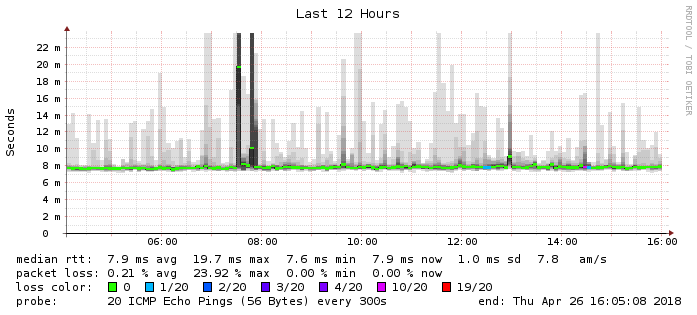 Last 12 Hours
RRDTOOL / TOBI OETIKER
Seconds
22 m
20 m
18 m
16 m
14 m
12 m
10 m
8 m
6 m
4 m
2 m
0
06:00 08:00 10:00 12:00 14:00 16:00
median rtt: 7.9 ms avg 19.7 ms max 7.6 ms min 7.9 ms now 1.0 ms sd 7.8 am/s
packet loss: 0.21 % avg 23.92 % max 0.00 % min 0.00 % now
loss color: 0 1/20 2/20 3/20 4/20 10/20 19/20
probe: 20 ICMP Echo Pings (56 Bytes) every 300s end: Thu Apr 26 16:05:08 2018